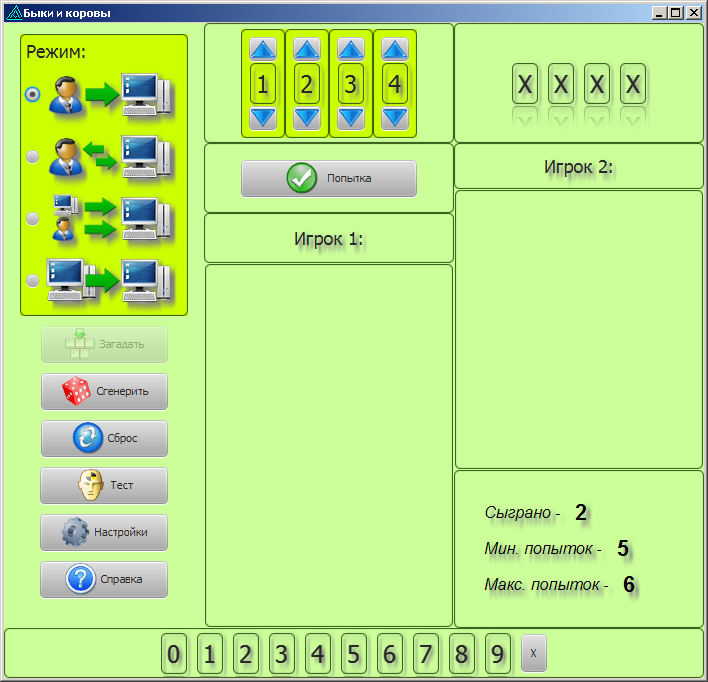 Быки и коровы
Режим:
1 2 3 4
X X X X
Попытка
Игрок 2:
Игрок 1:
Загадать
Сгенерить
Сброс
Тест
Настройки
Справка
Сыграно - 2
Мин. попыток - 5
Макс. попыток - 6
0 1 2 3 4 5 6 7 8 9 x